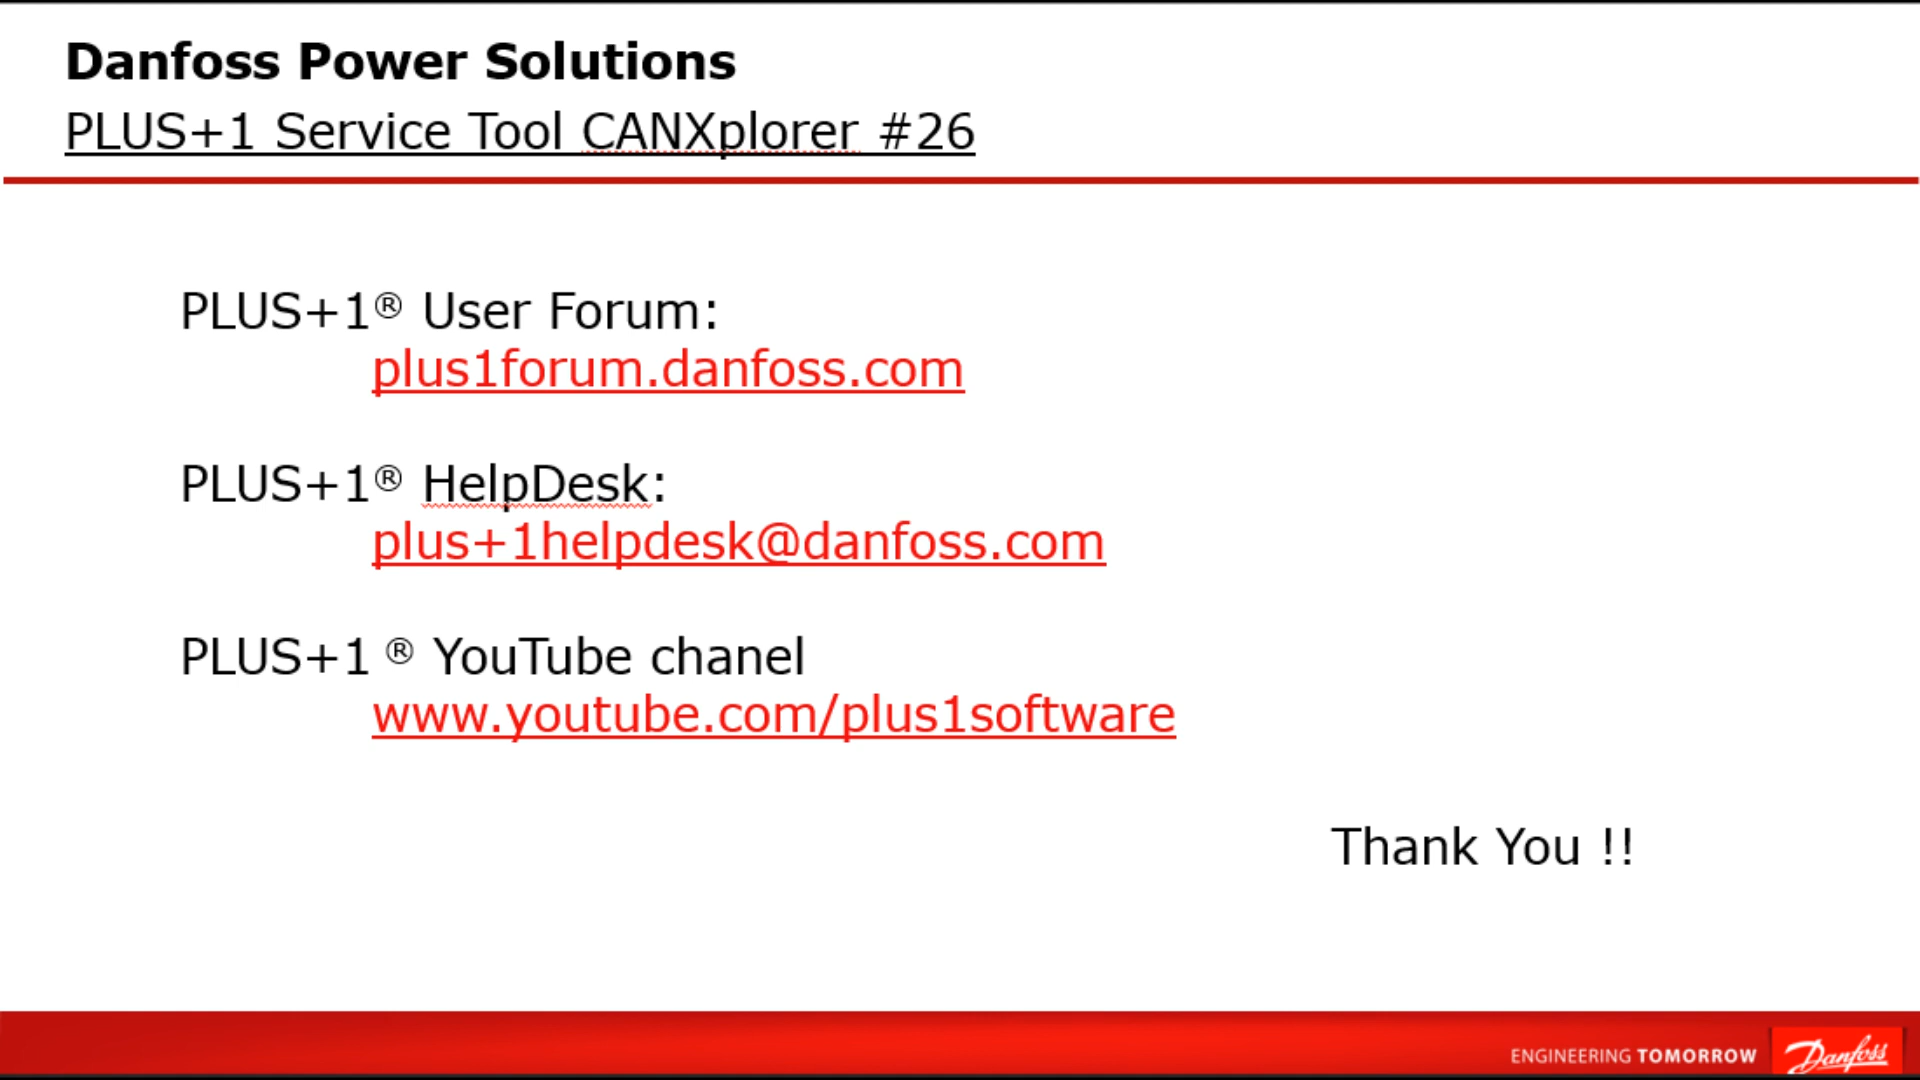 Danfoss Power Solutions
PLUS+1 Service Tool CANXplorer #26
PLUS+1® User Forum:
plus1forum.danfoss.com
PLUS+1® HelpDesk:
plus+1helpdesk@danfoss.com
PLUS+1 ® YouTube chanel
www.youtube.com/plus1software
Thank You !!
ENGINEERING TOMORROW
Danfoss